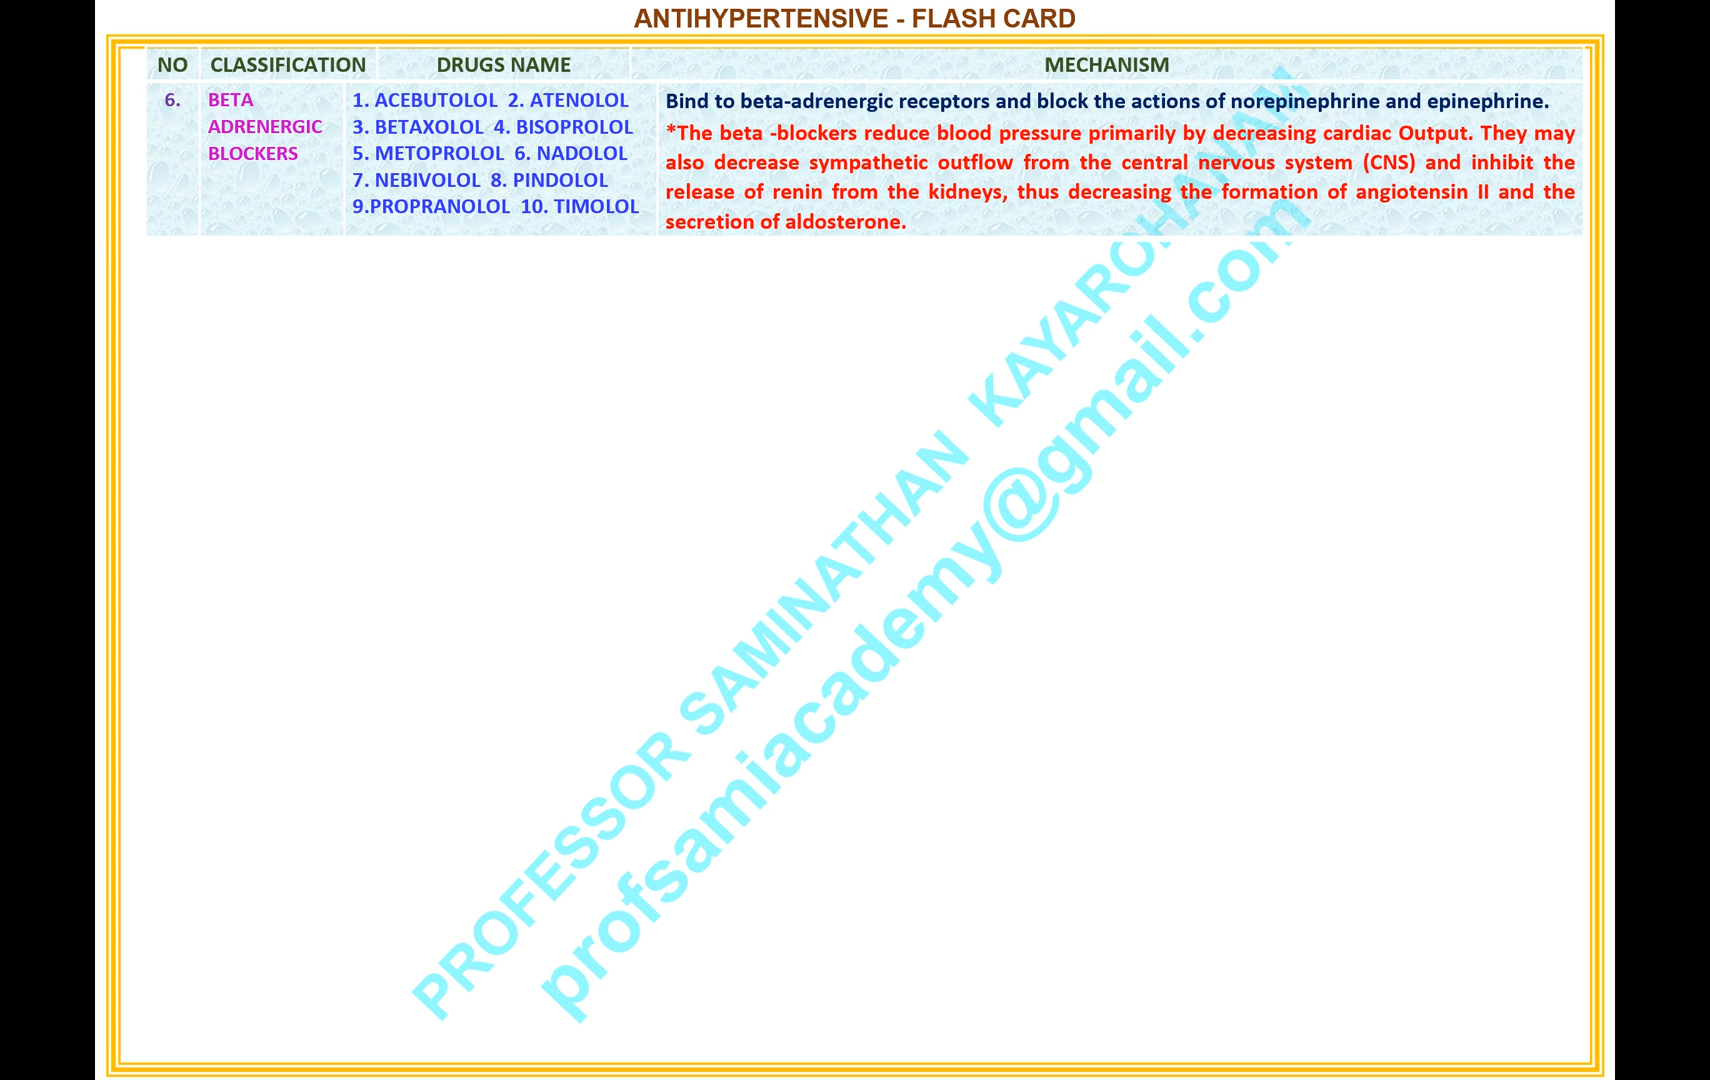 ANTIHYPERTENSIVE - FLASH CARD
NO CLASSIFICATION DRUGS NAME MECHANISM
6.
BETA
ADRENERGIC
BLOCKERS
1. ACEBUTOLOL 2. ATENOLOL
3. BETAXOLOL 4. BISOPROLOL
5. METOPROLOL 6. NADOLOL
7. NEBIVOLOL 8. PINDOLOL
9.PROPRANOLOL 10. TIMOLOL
Bind to beta-adrenergic receptors and block the actions of norepinephrine and epinephrine.
*The beta -blockers reduce blood pressure primarily by decreasing cardiac Output. They may
also decrease sympathetic outflow from the central nervous system (CNS) and inhibit the
release of renin from the kidneys, thus decreasing the formation of angiotensin II and the
secretion of aldosterone.
PROFESSOR SAMINATHAN KAYAROHANAM
profsamiacademy@gmail.com